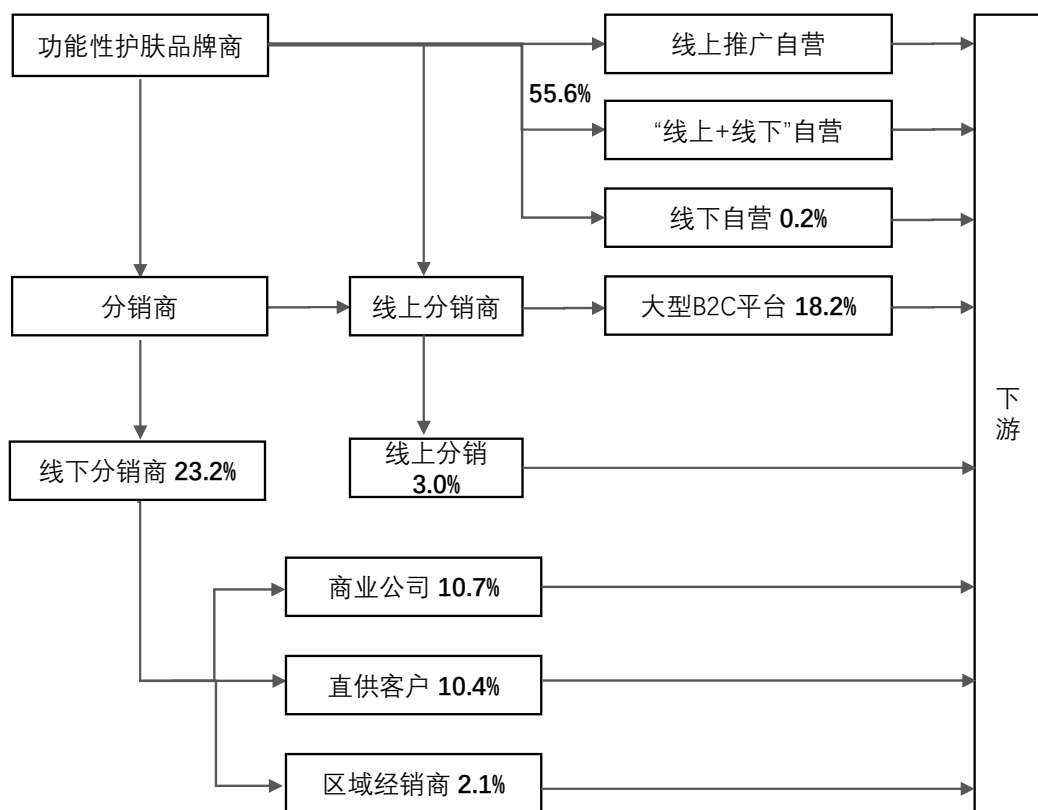 功能性护肤品牌商
线上推广自营
55.6%
“线上+线下”自营
线下自营 0.2%
分销商
线上分销商
大型B2C平台 18.2%
下
游
线下分销商 23.2%
线上分销
3.0%
商业公司 10.7%
直供客户 10.4%
区域经销商 2.1%